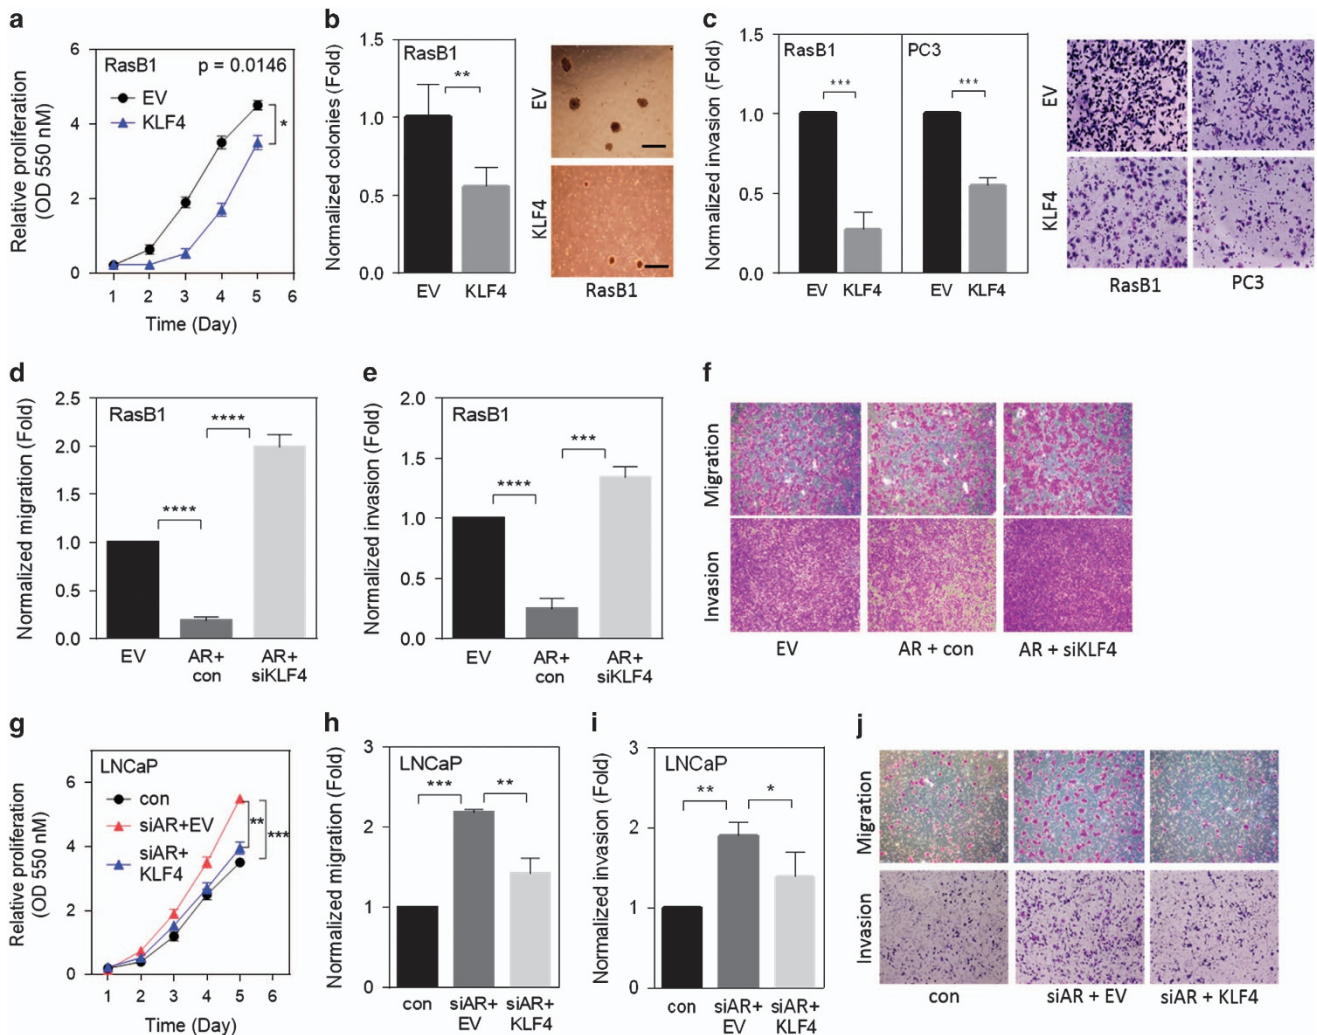 a
RasB1
p = 0.0146
EV
KLF4
*
Relative proliferation
(OD 550 nM)
6
4
2
0
1 2 3 4 5 6
Time (Day)
b
RasB1
**
Normalized colonies (Fold)
1.5
1.0
0.5
0.0
EV KLF4
EV
KLF4
RasB1
c
RasB1
PC3
***
***
Normalized invasion (Fold)
1.5
1.0
0.5
0.0
EV KLF4 EV KLF4
EV
KLF4
RasB1 PC3
d
RasB1
****
****
Normalized migration (Fold)
2.5
2.0
1.5
1.0
0.5
0.0
EV AR+ AR+
con siKLF4
e
RasB1
***
****
Normalized invasion (Fold)
2.0
1.5
1.0
0.5
0.0
EV AR+ AR+
con siKLF4
f
Migration
Invasion
EV AR + con AR + siKLF4
g
LNCaP
con
siAR+EV
siAR+
KLF4
**
***
Relative proliferation
(OD 550 nM)
6
4
2
0
1 2 3 4 5 6
Time (Day)
h
LNCaP
***
**
Normalized migration (Fold)
3
2
1
0
con siAR+ siAR+
EV KLF4
i
LNCaP
**
*
Normalized invasion (Fold)
3
2
1
0
con siAR+ siAR+
EV KLF4
j
Migration
Invasion
con siAR + EV siAR + KLF4